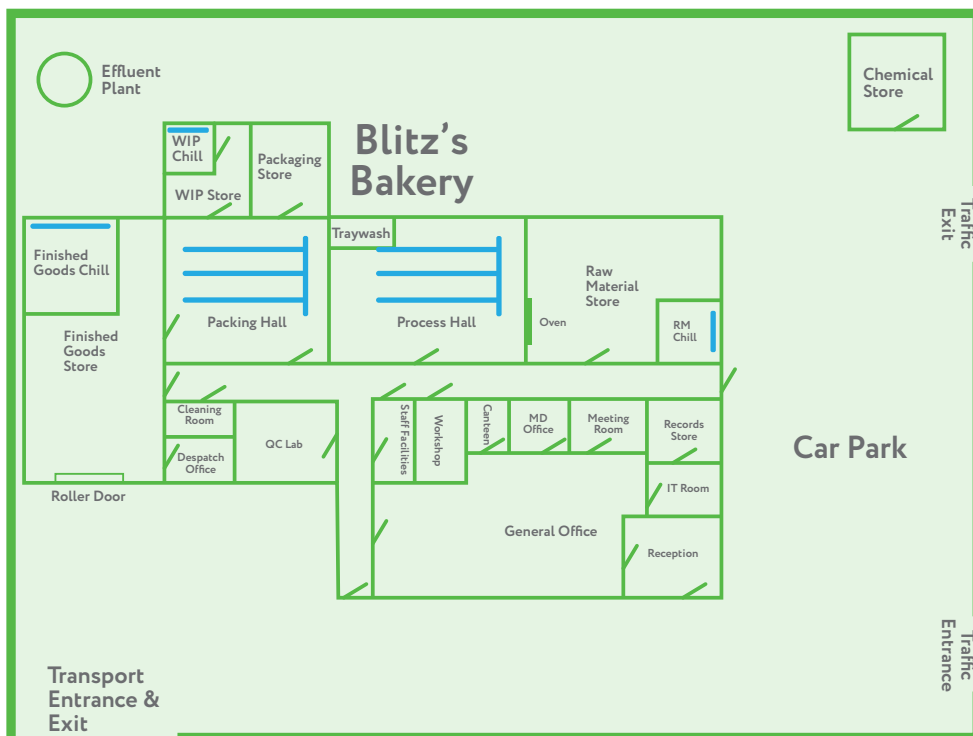 Effluent
Plant
Chemical
Store
Blitz's
Bakery
WIP
Chill
Packaging
Store
WIP Store
Traffic
Exit
Traywash
Finished
Goods Chill
Raw
Material
Store
Packing Hall
Process Hall
Oven
RM
Chill
Finished
Goods
Store
Cleaning
Room
QC Lab
Despatch
Office
Staff Facilities
Workshop
Canteen
MD
Office
Meeting
Room
Records
Store
Car Park
Roller Door
IT Room
General Office
Reception
Traffic
Entrance
Transport
Entrance &
Exit